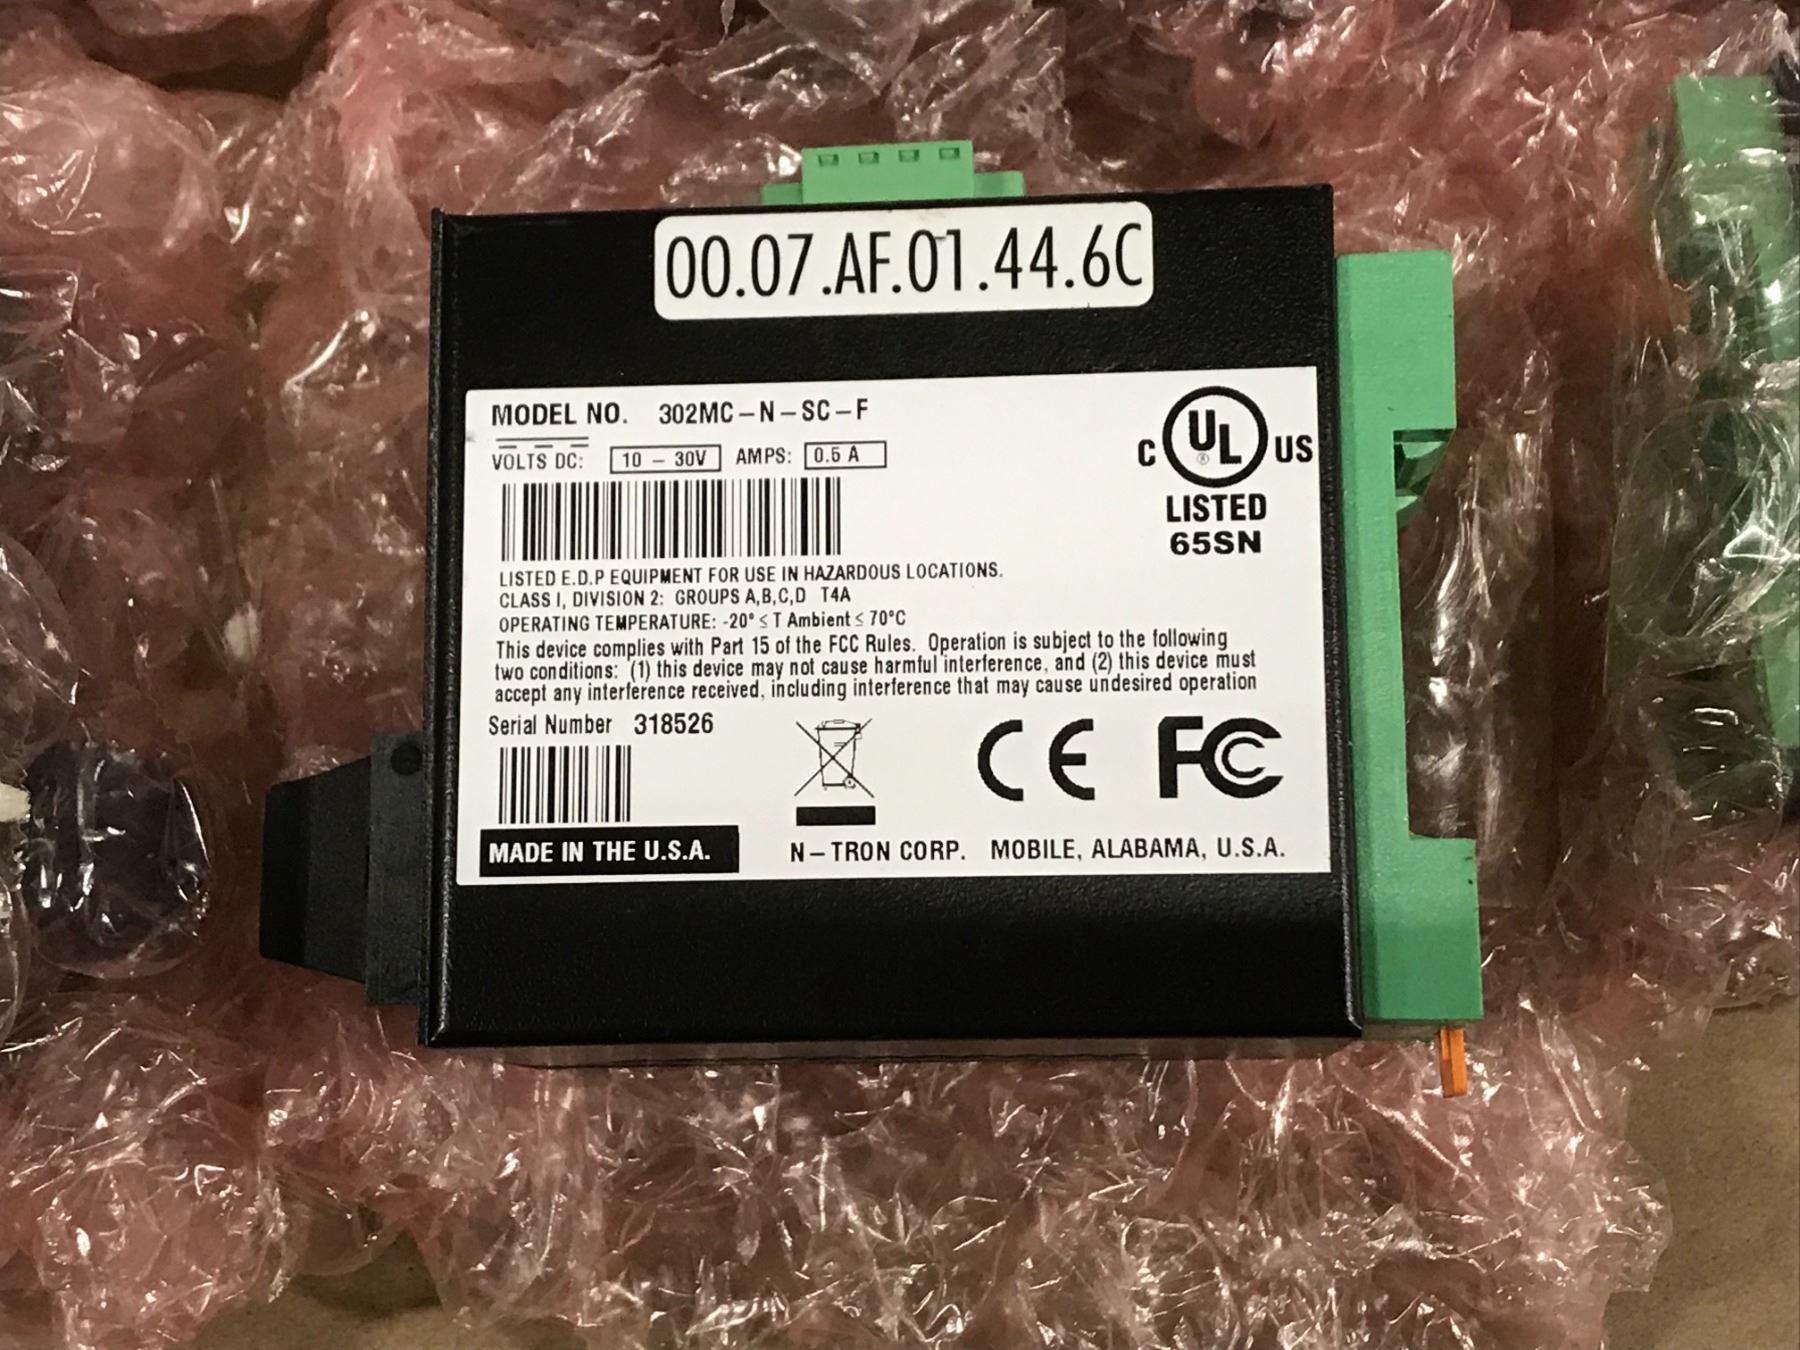 00.07.AF.01.44.6C
MODEL NO. 302MC-N-SC-F
VOLTS DC: 10 - 30V AMPS: 0.5 A
C UL ® US
LISTED
65SN
LISTED E.D.P EQUIPMENT FOR USE IN HAZARDOUS LOCATIONS.
CLASS I, DIVISION 2: GROUPS A,B,C,D T4A
OPERATING TEMPERATURE: -20° ≤ T Ambient ≤ 70°C
This device complies with Part 15 of the FCC Rules. Operation is subject to the following
two conditions: (1) this device may not cause harmful interference, and (2) this device must
accept any interference received, including interference that may cause undesired operation
Serial Number 318526
CE FC
MADE IN THE U.S.A.
N-TRON CORP. MOBILE, ALABAMA, U.S.A.